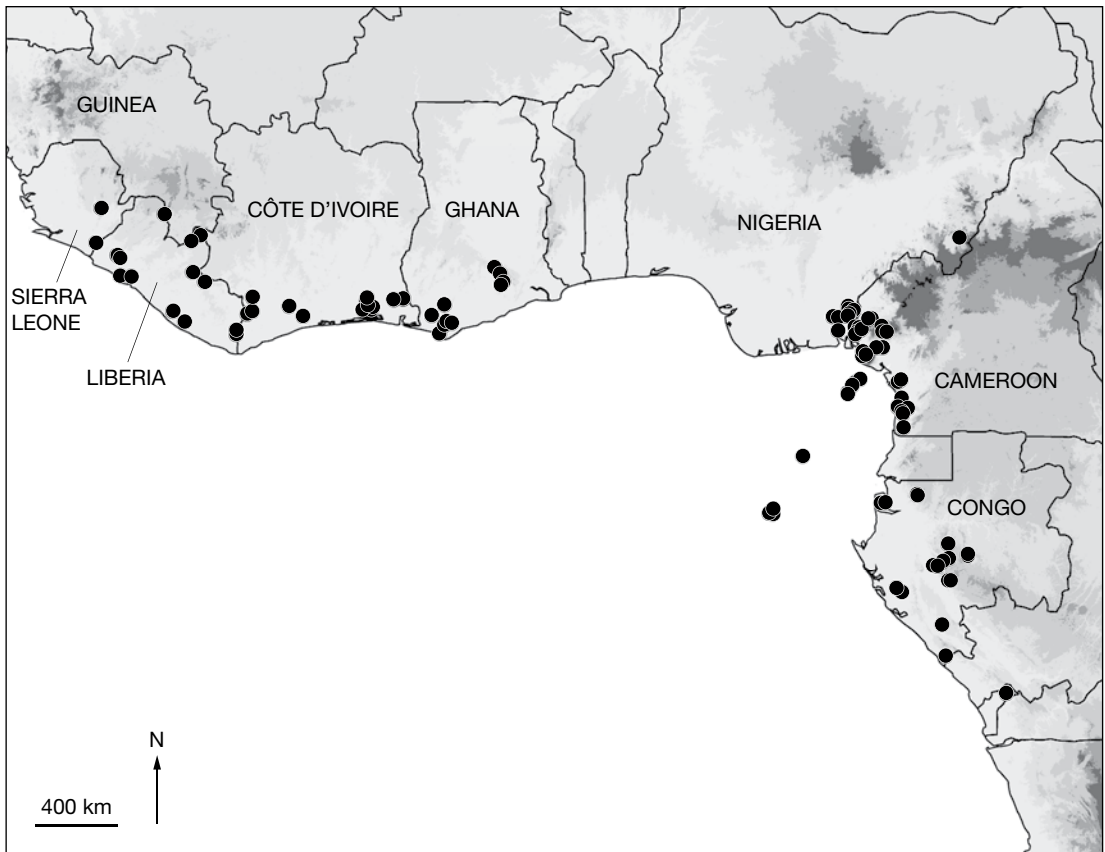 GUINEA
CÔTE D'IVOIRE
GHANA
NIGERIA
SIERRA
LEONE
LIBERIA
CAMEROON
CONGO
N
400 km